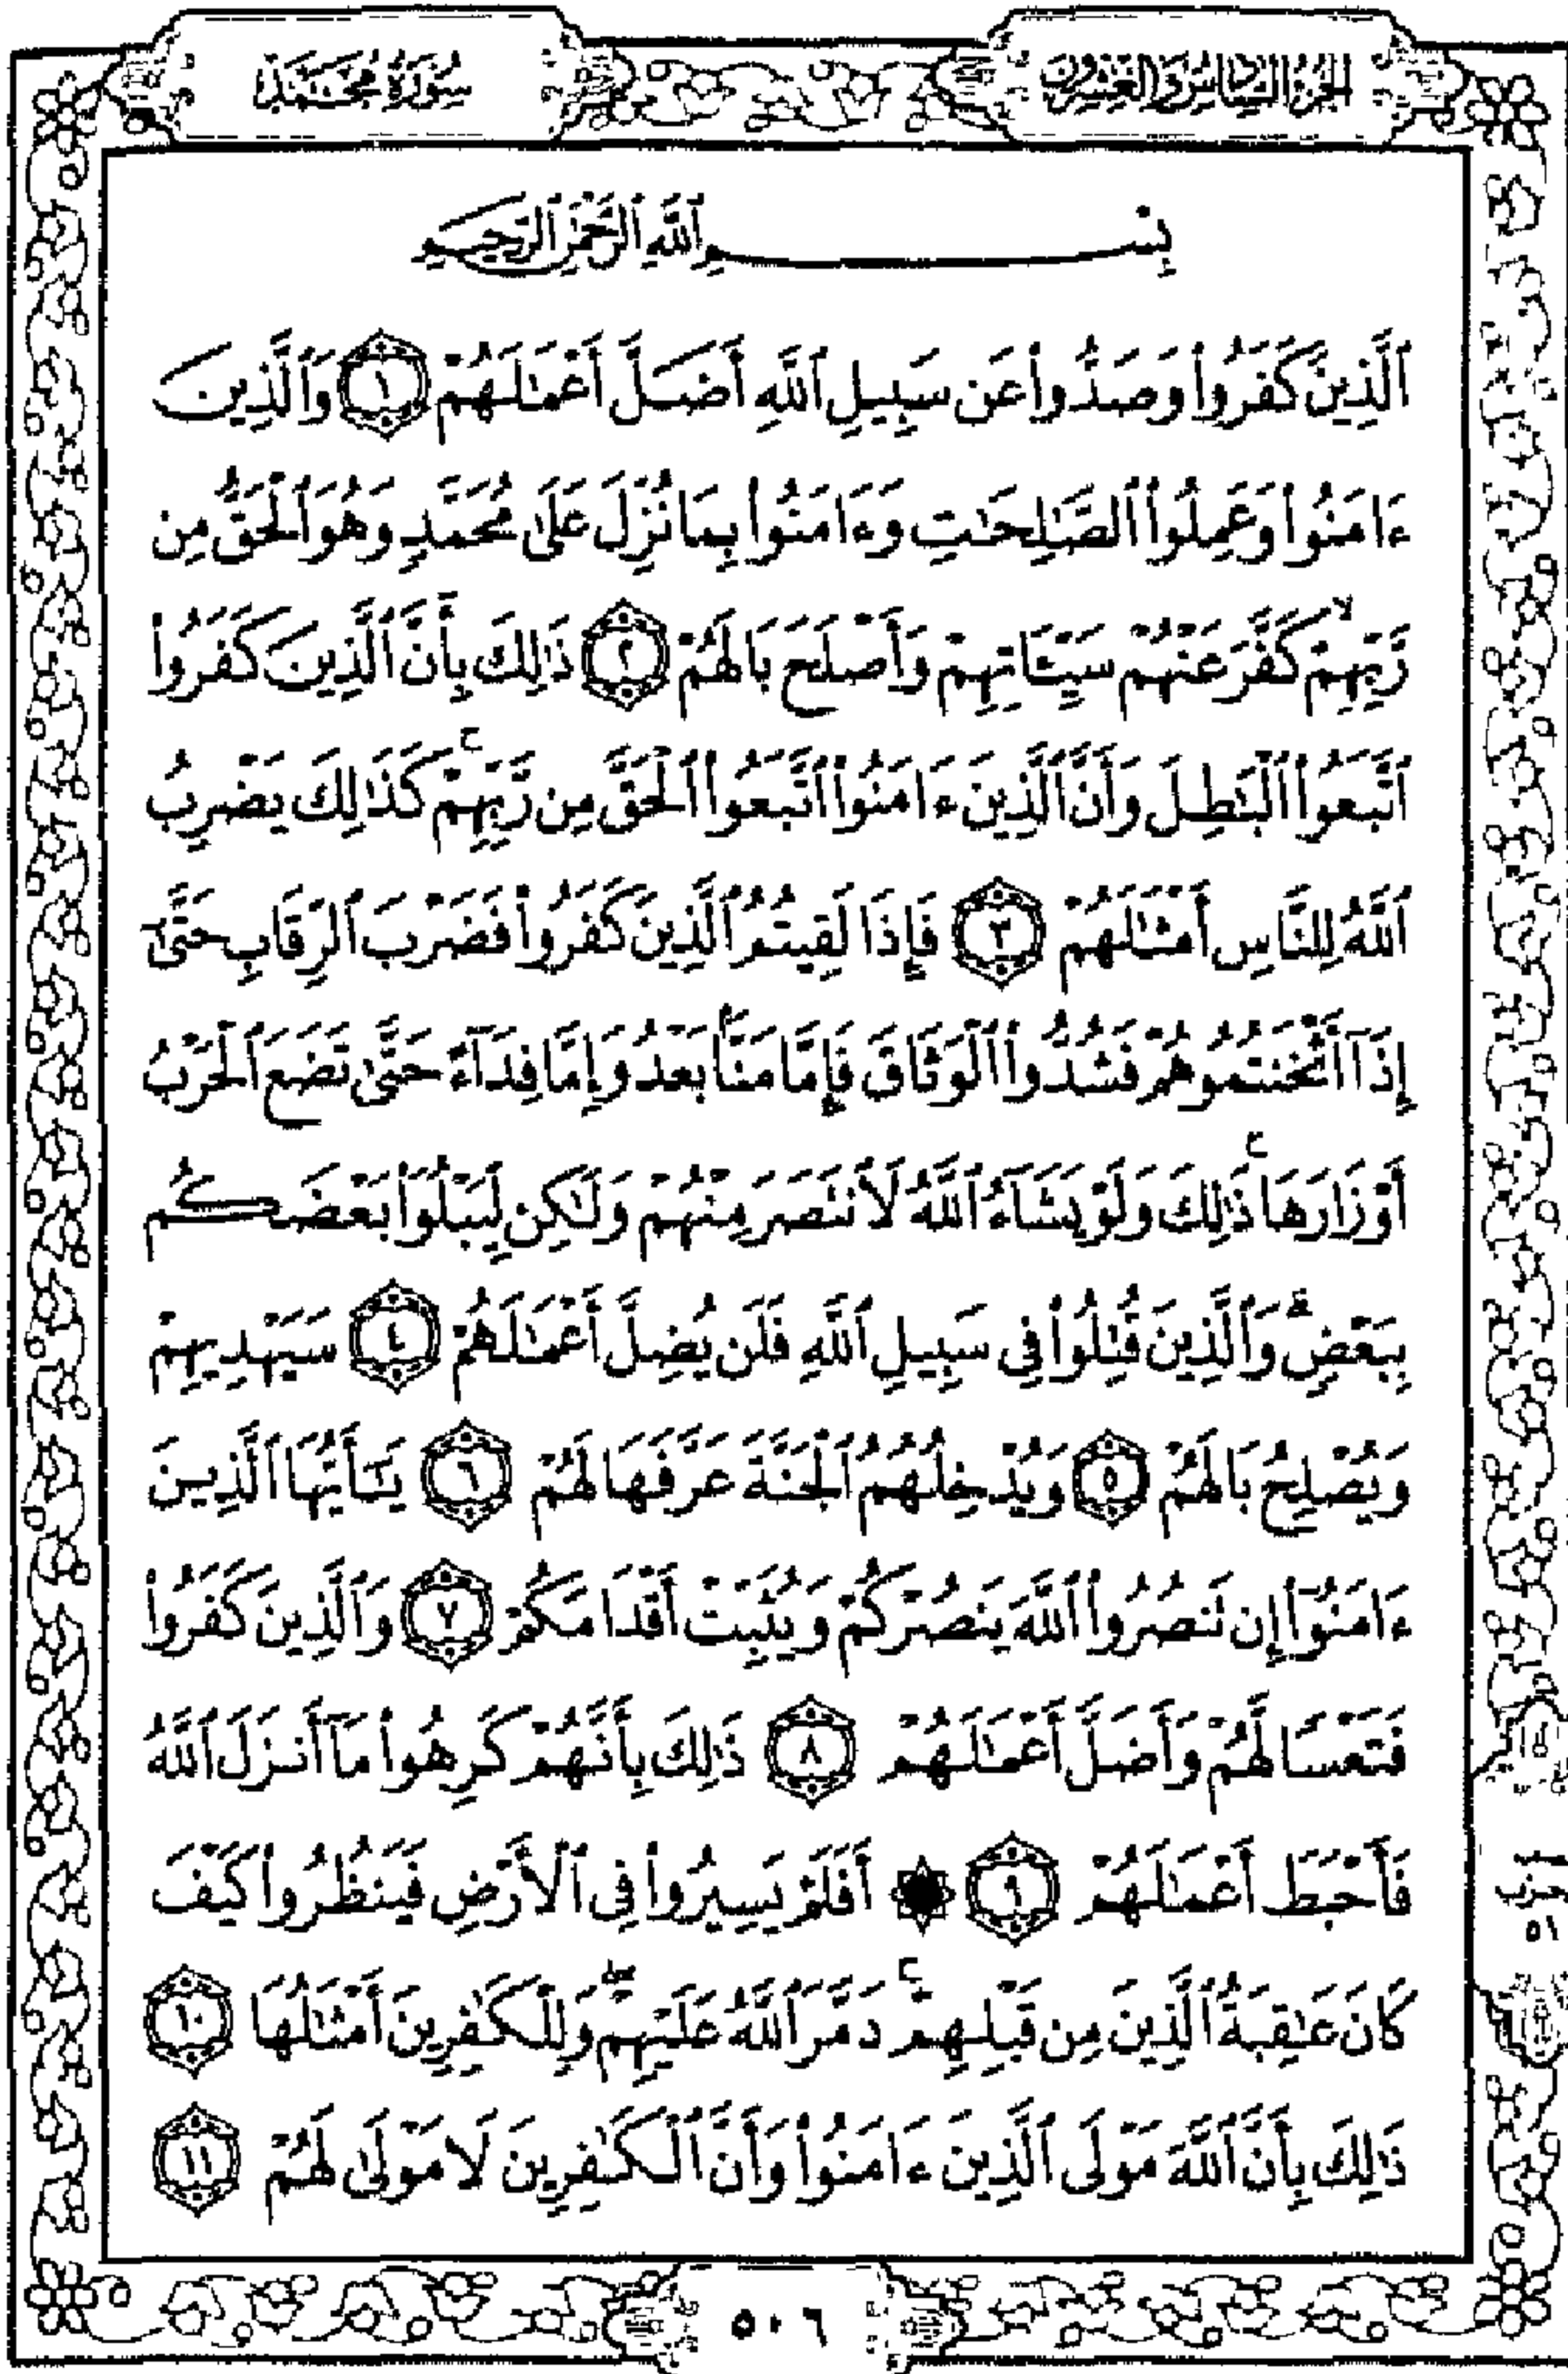 الجزء السادس والعشرون
سُورَةُ مُحَمَّد
بِسْمِ ٱللَّهِ ٱلرَّحْمَٰنِ ٱلرَّحِيمِ
ٱلَّذِينَ كَفَرُوا۟ وَصَدُّوا۟ عَن سَبِيلِ ٱللَّهِ أَضَلَّ أَعْمَٰلَهُمْ ١ وَٱلَّذِينَ
ءَامَنُوا۟ وَعَمِلُوا۟ ٱلصَّٰلِحَٰتِ وَءَامَنُوا۟ بِمَا نُزِّلَ عَلَىٰ مُحَمَّدٍ وَهُوَ ٱلْحَقُّ مِن
رَّبِّهِمْ ۙ كَفَّرَ عَنْهُمْ سَيِّـَٔاتِهِمْ وَأَصْلَحَ بَالَهُمْ ٢ ذَٰلِكَ بِأَنَّ ٱلَّذِينَ كَفَرُوا۟
ٱتَّبَعُوا۟ ٱلْبَٰطِلَ وَأَنَّ ٱلَّذِينَ ءَامَنُوا۟ ٱتَّبَعُوا۟ ٱلْحَقَّ مِن رَّبِّهِمْ ۚ كَذَٰلِكَ يَضْرِبُ
ٱللَّهُ لِلنَّاسِ أَمْثَٰلَهُمْ ٣ فَإِذَا لَقِيتُمُ ٱلَّذِينَ كَفَرُوا۟ فَضَرْبَ ٱلرِّقَابِ حَتَّىٰٓ
إِذَآ أَثْخَنتُمُوهُمْ فَشُدُّوا۟ ٱلْوَثَاقَ فَإِمَّا مَنًّۢا بَعْدُ وَإِمَّا فِدَآءً حَتَّىٰ تَضَعَ ٱلْحَرْبُ
أَوْزَارَهَا ۚ ذَٰلِكَ وَلَوْ يَشَآءُ ٱللَّهُ لَٱنتَصَرَ مِنْهُمْ وَلَٰكِن لِّيَبْلُوَا۟ بَعْضَكُم
بِبَعْضٍ ۗ وَٱلَّذِينَ قُتِلُوا۟ فِى سَبِيلِ ٱللَّهِ فَلَن يُضِلَّ أَعْمَٰلَهُمْ ٤ سَيَهْدِيهِمْ
وَيُصْلِحُ بَالَهُمْ ٥ وَيُدْخِلُهُمُ ٱلْجَنَّةَ عَرَّفَهَا لَهُمْ ٦ يَٰٓأَيُّهَا ٱلَّذِينَ
ءَامَنُوٓا۟ إِن تَنصُرُوا۟ ٱللَّهَ يَنصُرْكُمْ وَيُثَبِّتْ أَقْدَامَكُمْ ٧ وَٱلَّذِينَ كَفَرُوا۟
فَتَعْسًا لَّهُمْ وَأَضَلَّ أَعْمَٰلَهُمْ ٨ ذَٰلِكَ بِأَنَّهُمْ كَرِهُوا۟ مَآ أَنزَلَ ٱللَّهُ
فَأَحْبَطَ أَعْمَٰلَهُمْ ٩ ۞ أَفَلَمْ يَسِيرُوا۟ فِى ٱلْأَرْضِ فَيَنظُرُوا۟ كَيْفَ
حزب ٥١
كَانَ عَٰقِبَةُ ٱلَّذِينَ مِن قَبْلِهِمْ ۚ دَمَّرَ ٱللَّهُ عَلَيْهِمْ ۖ وَلِلْكَٰفِرِينَ أَمْثَٰلُهَا ١٠
ذَٰلِكَ بِأَنَّ ٱللَّهَ مَوْلَى ٱلَّذِينَ ءَامَنُوا۟ وَأَنَّ ٱلْكَٰفِرِينَ لَا مَوْلَىٰ لَهُمْ ١١
٥٠٦